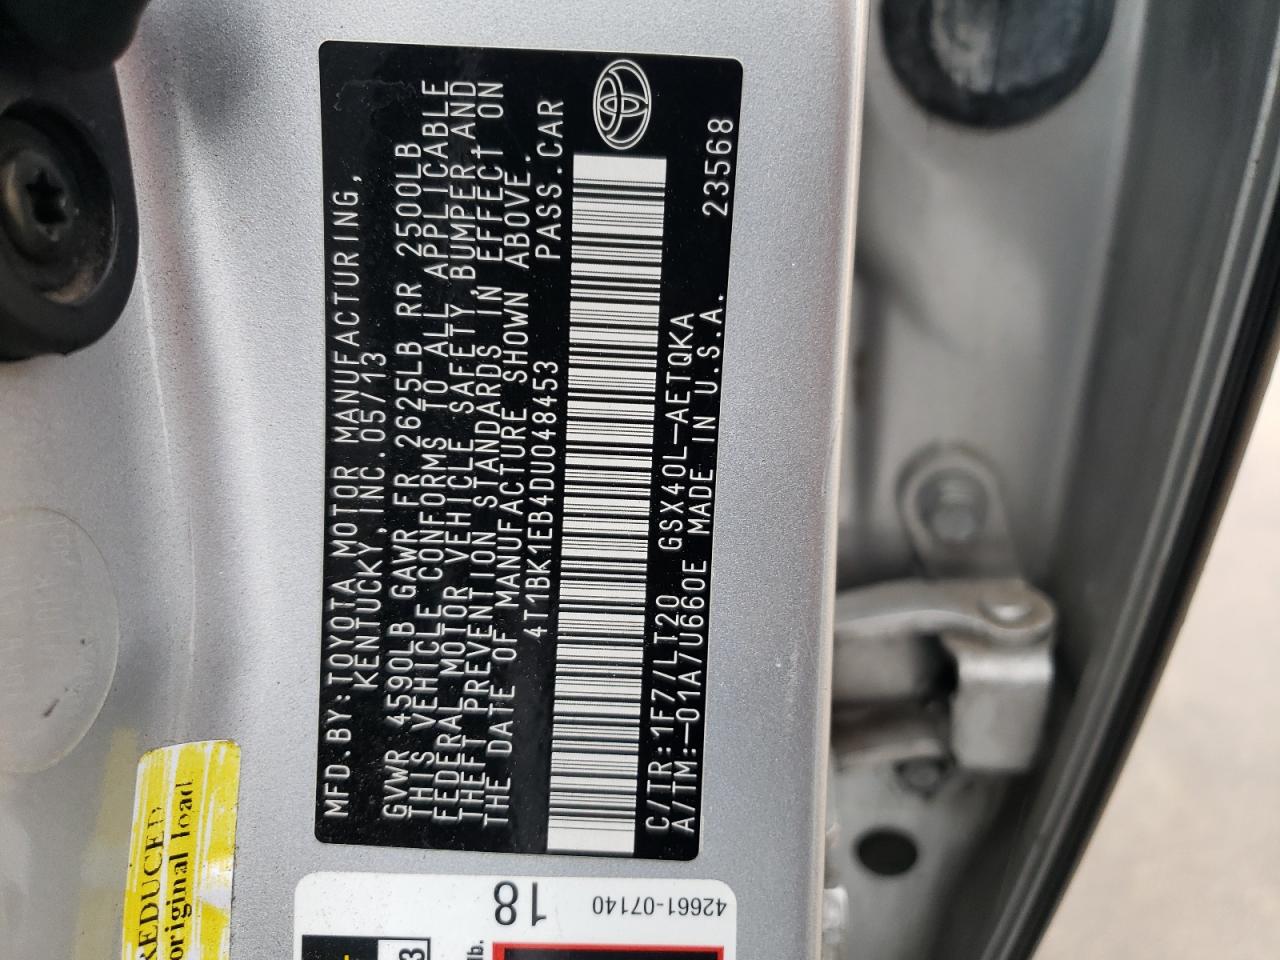 MFD.BY:TOYOTA MOTOR MANUFACTURING,
KENTUCKY,INC.05/13
GVWR 4590LB GAWR FR 2625LB RR 2500LB
THIS VEHICLE CONFORMS TO ALL APPLICABLE
FEDERAL MOTOR VEHICLE SAFETY,BUMPER,AND
THEFT PREVENTION STANDARDS IN EFFECT ON
THE DATE OF MANUFACTURE SHOWN ABOVE.
4T1BK1EB4DU048453 PASS.CAR
C/TR:1F7/LT20 GSX40L-AETQKA
A/TM:-01A/U660E MADE IN U.S.A. 23568
REDUCED
original load
18
42661-07140
3
lb.